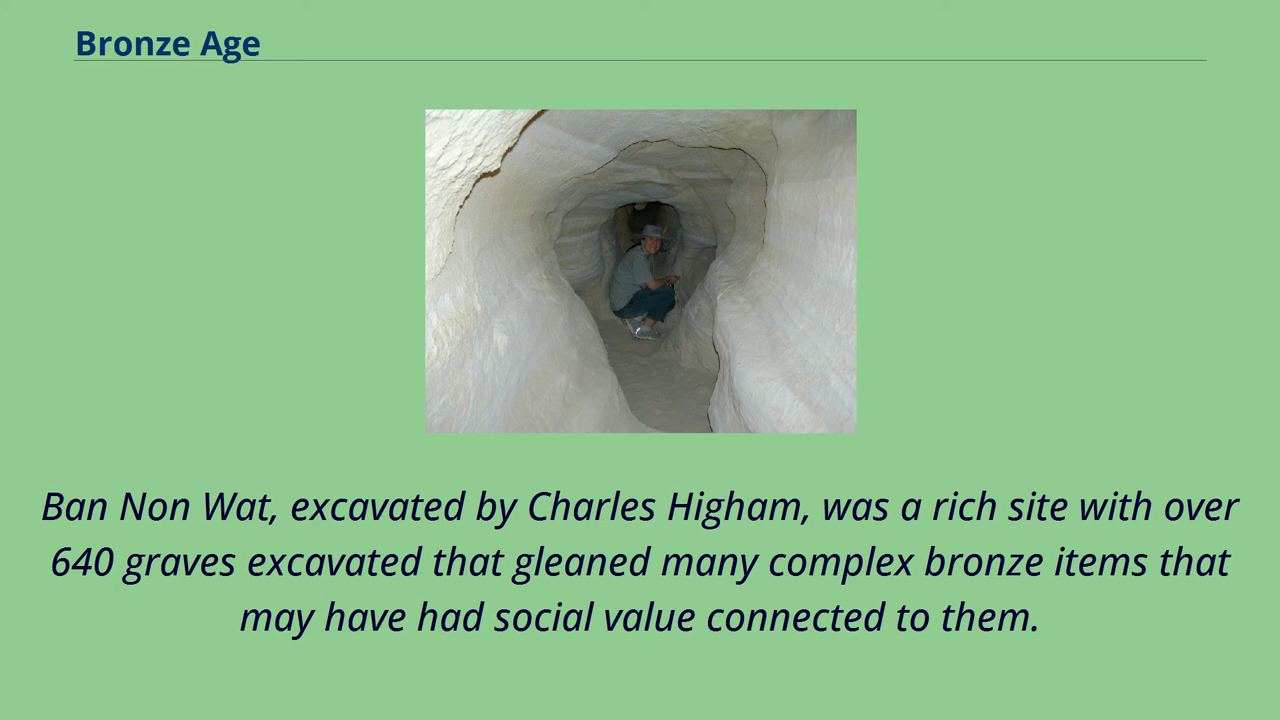 Bronze Age
Ban Non Wat, excavated by Charles Higham, was a rich site with over
640 graves excavated that gleaned many complex bronze items that
may have had social value connected to them.